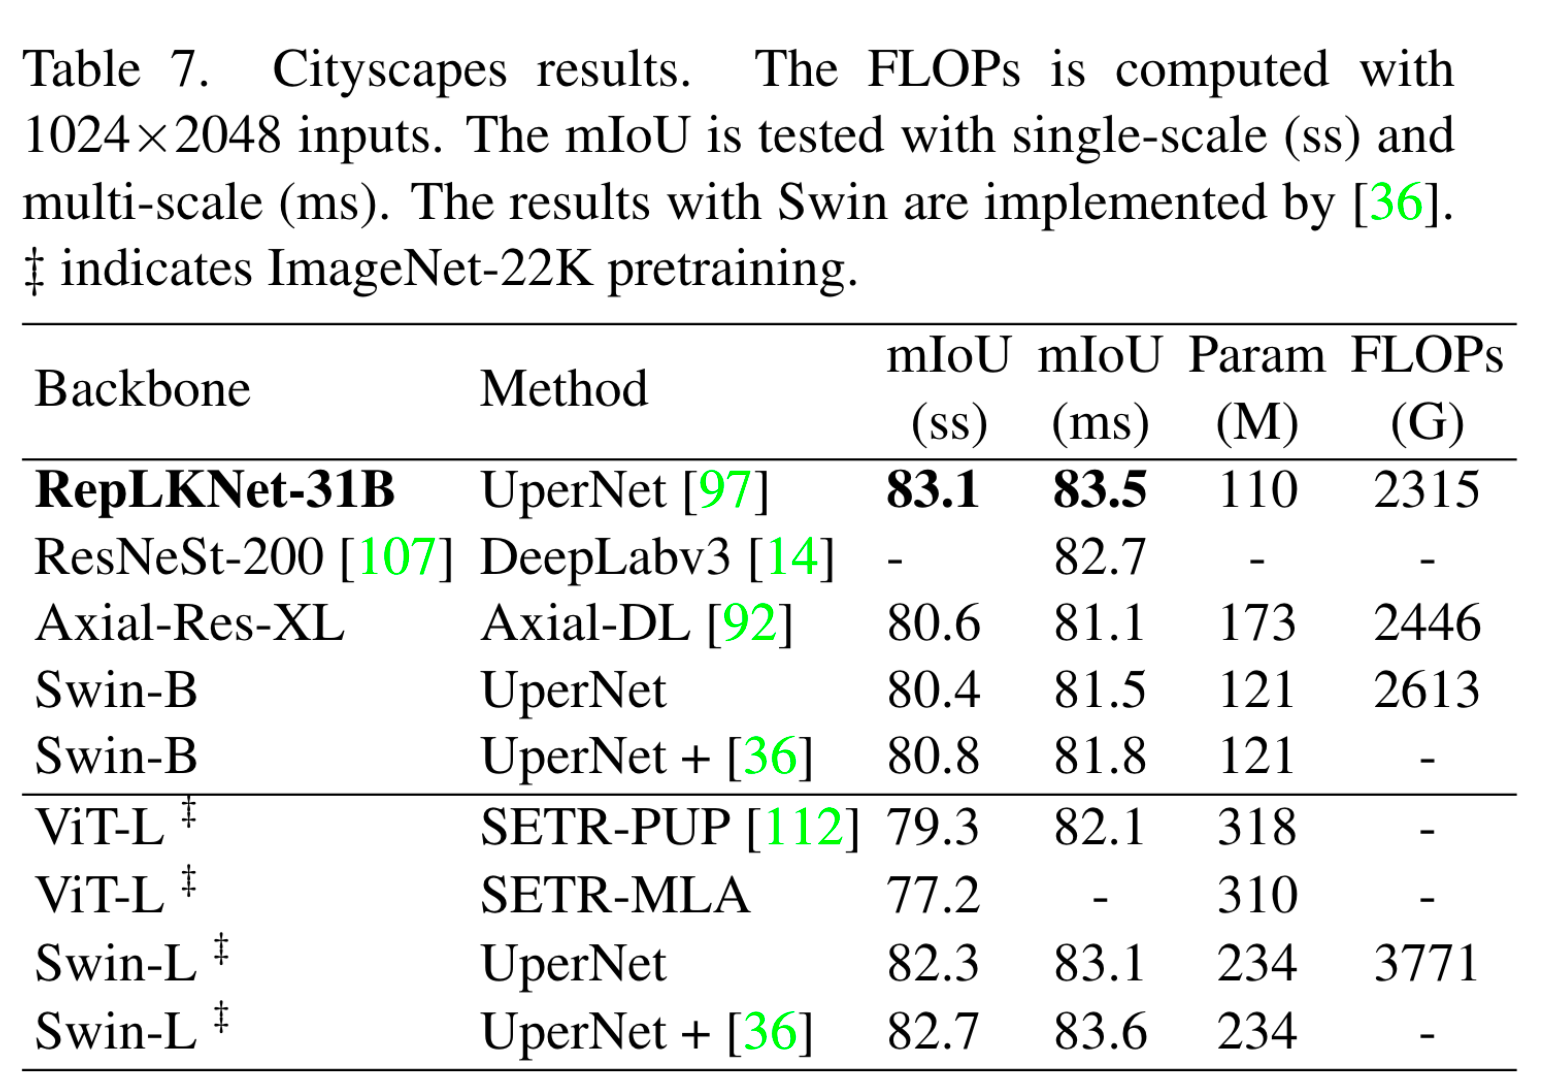 Table 7. Cityscapes results. The FLOPs is computed with
1024×2048 inputs. The mIoU is tested with single-scale (ss) and
multi-scale (ms). The results with Swin are implemented by [36].
‡ indicates ImageNet-22K pretraining.
Backbone Method mIoU (ss) mIoU (ms) Param (M) FLOPs (G)
RepLKNet-31B UperNet [97] 83.1 83.5 110 2315
ResNeSt-200 [107] DeepLabv3 [14] - 82.7 - -
Axial-Res-XL Axial-DL [92] 80.6 81.1 173 2446
Swin-B UperNet 80.4 81.5 121 2613
Swin-B UperNet + [36] 80.8 81.8 121 -
ViT-L ‡ SETR-PUP [112] 79.3 82.1 318 -
ViT-L ‡ SETR-MLA 77.2 - 310 -
Swin-L ‡ UperNet 82.3 83.1 234 3771
Swin-L ‡ UperNet + [36] 82.7 83.6 234 -